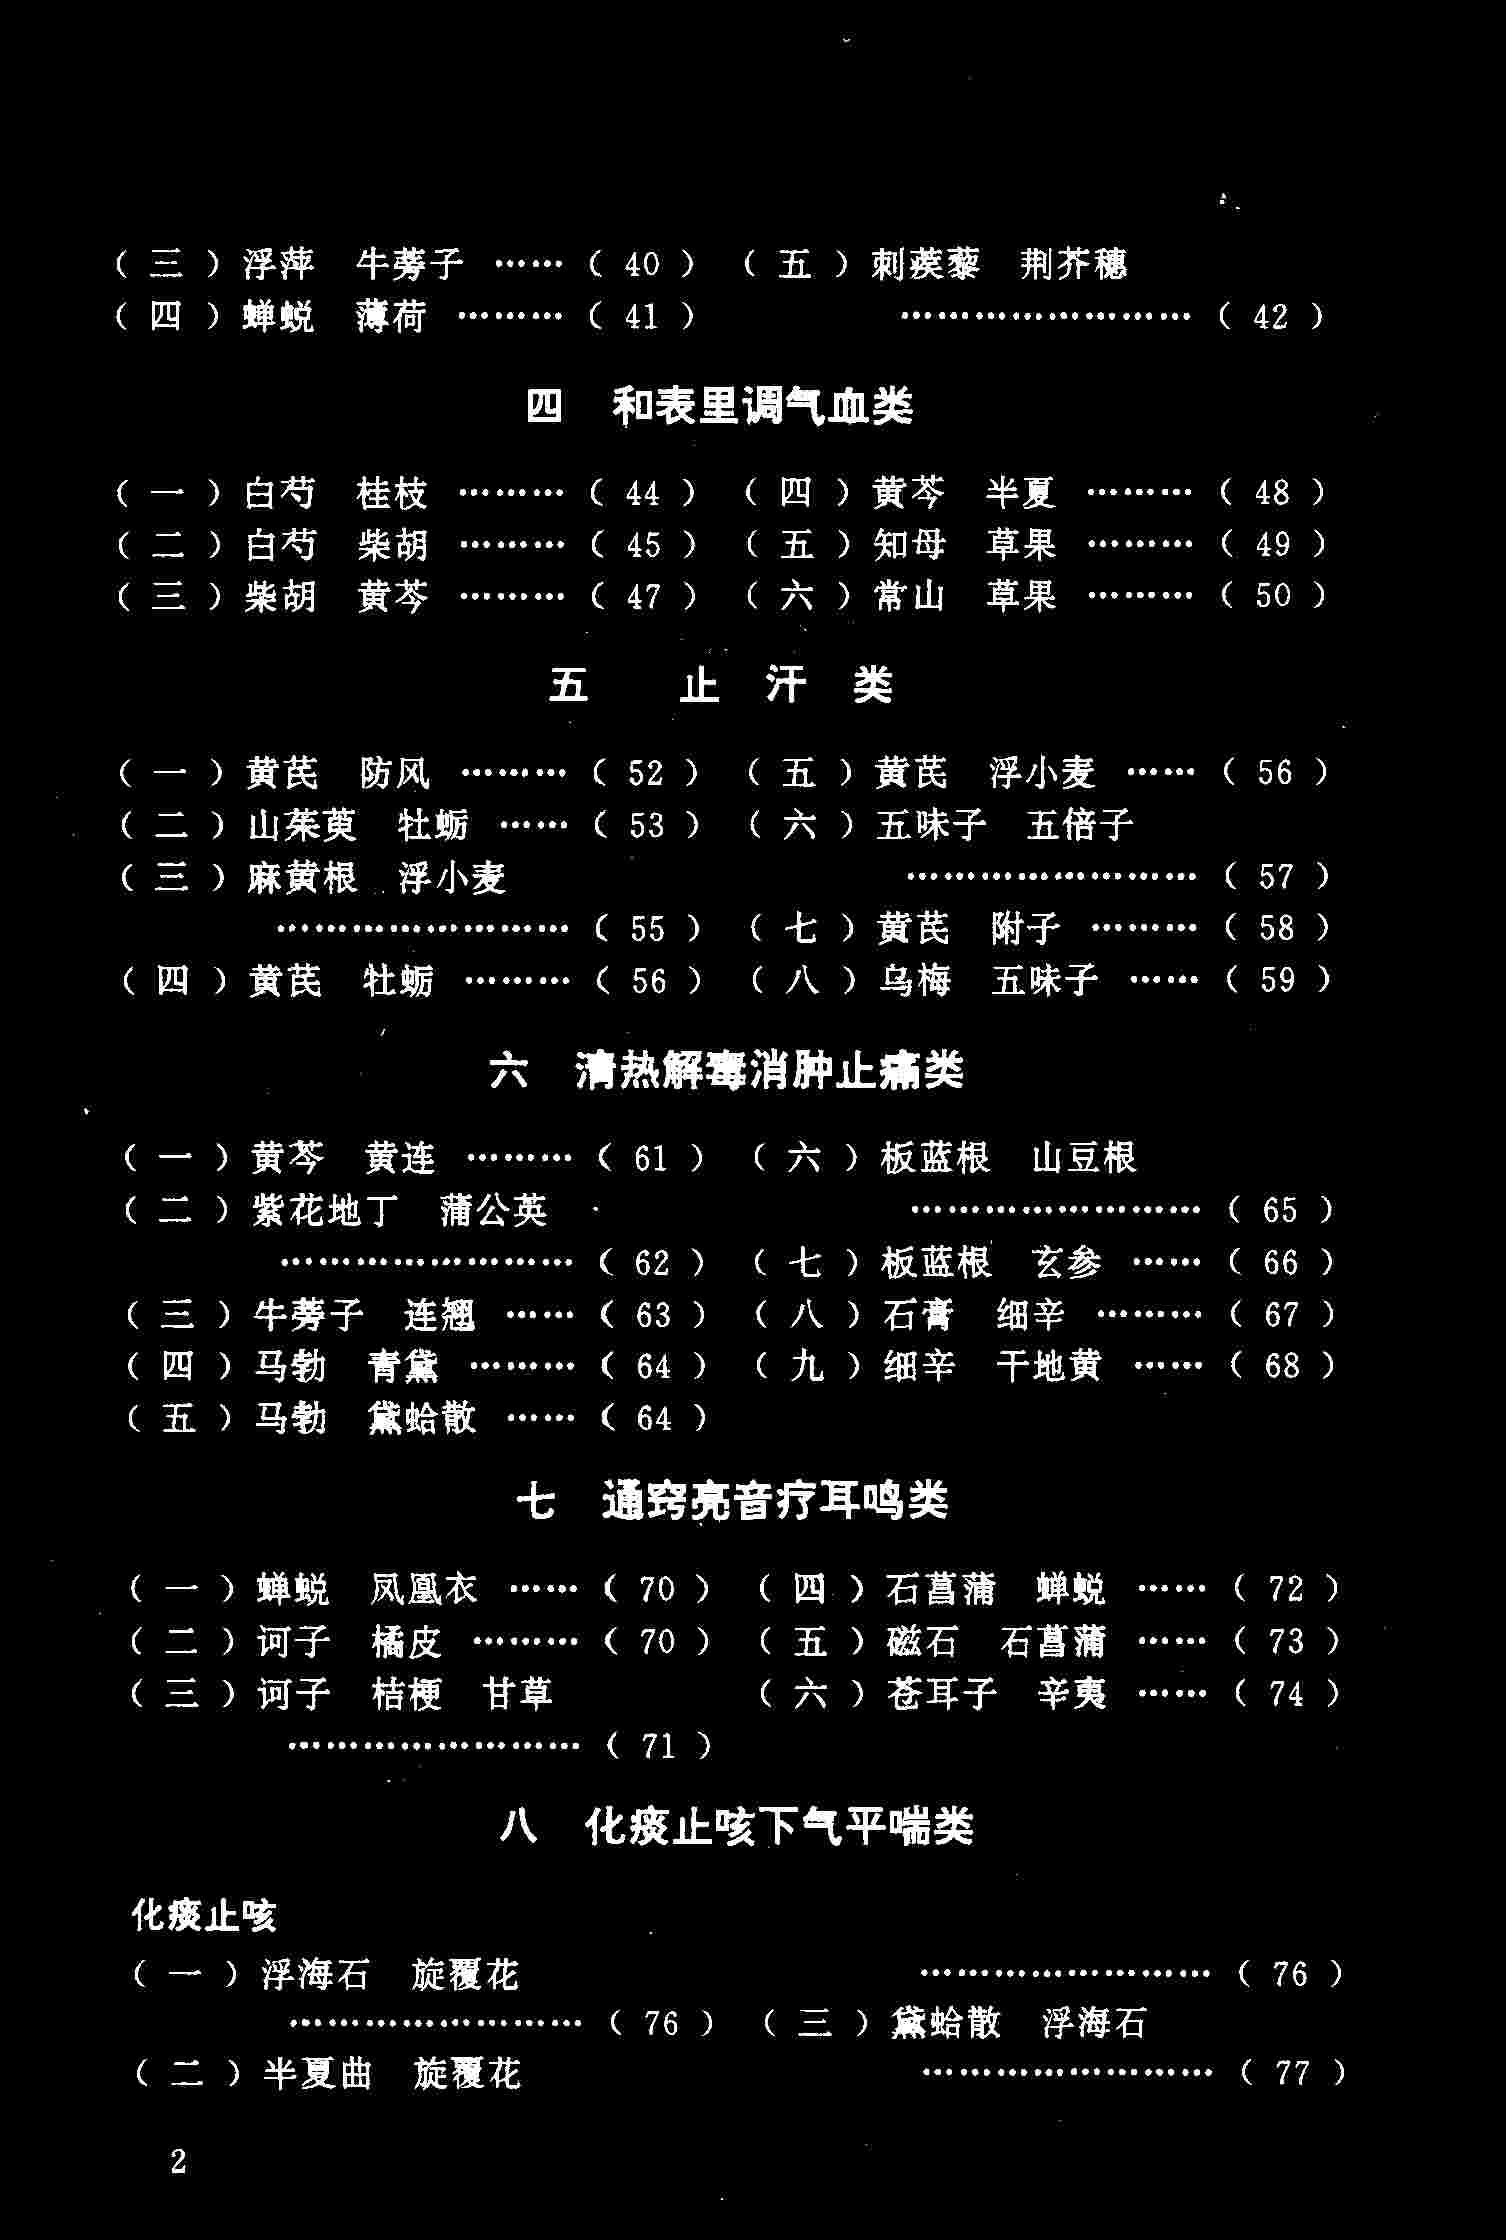 （三）浮萍 牛蒡子 ……（40）
（四）蝉蜕 薄荷 ………（41）
（五）刺蒺藜 荆芥穗
……………………（42）
四 和表里调气血类
（一）白芍 桂枝 ………（44）
（二）白芍 柴胡 ………（45）
（三）柴胡 黄芩 ………（47）
（四）黄芩 半夏 ………（48）
（五）知母 草果 ………（49）
（六）常山 草果 ………（50）
五 止汗类
（一）黄芪 防风 ………（52）
（二）山茱萸 牡蛎 ……（53）
（三）麻黄根 浮小麦
……………………（55）
（四）黄芪 牡蛎 ………（56）
（五）黄芪 浮小麦 ……（56）
（六）五味子 五倍子
……………………（57）
（七）黄芪 附子 ………（58）
（八）乌梅 五味子 ……（59）
六 清热解毒消肿止痛类
（一）黄芩 黄连 ………（61）
（二）紫花地丁 蒲公英
……………………（62）
（三）牛蒡子 连翘 ……（63）
（四）马勃 青黛 ………（64）
（五）马勃 黛蛤散 ……（64）
（六）板蓝根 山豆根
……………………（65）
（七）板蓝根 玄参 ……（66）
（八）石膏 细辛 ………（67）
（九）细辛 干地黄 ……（68）
七 通窍亮音疗耳鸣类
（一）蝉蜕 凤凰衣 ……（70）
（二）诃子 橘皮 ………（70）
（三）诃子 桔梗 甘草
……………………（71）
（四）石菖蒲 蝉蜕 ……（72）
（五）磁石 石菖蒲 ……（73）
（六）苍耳子 辛夷 ……（74）
八 化痰止咳下气平喘类
化痰止咳
（一）浮海石 旋覆花
……………………（76）
（二）半夏曲 旋覆花
……………………（76）
（三）黛蛤散 浮海石
……………………（77）
2